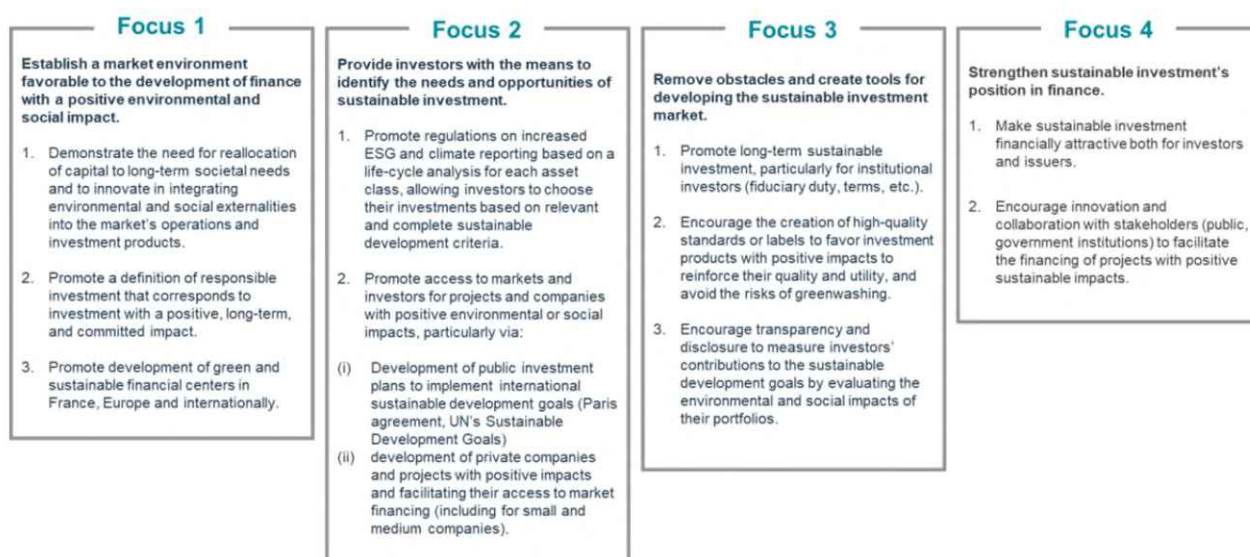 Focus 1
Establish a market environment
favorable to the development of finance
with a positive environmental and
social impact.
1. Demonstrate the need for reallocation
of capital to long-term societal needs
and to innovate in integrating
environmental and social externalities
into the market's operations and
investment products.
2. Promote a definition of responsible
investment that corresponds to
investment with a positive, long-term,
and committed impact.
3. Promote development of green and
sustainable financial centers in
France, Europe and internationally.
Focus 2
Provide investors with the means to
identify the needs and opportunities of
sustainable investment.
1. Promote regulations on increased
ESG and climate reporting based on a
life-cycle analysis for each asset
class, allowing investors to choose
their investments based on relevant
and complete sustainable
development criteria.
2. Promote access to markets and
investors for projects and companies
with positive environmental or social
impacts, particularly via:
(i) Development of public investment
plans to implement international
sustainable development goals (Paris
agreement, UN's Sustainable
Development Goals)
(ii) development of private companies
and projects with positive impacts
and facilitating their access to market
financing (including for small and
medium companies).
Focus 3
Remove obstacles and create tools for
developing the sustainable investment
market.
1. Promote long-term sustainable
investment, particularly for institutional
investors (fiduciary duty, terms, etc.).
2. Encourage the creation of high-quality
standards or labels to favor investment
products with positive impacts to
reinforce their quality and utility, and
avoid the risks of greenwashing.
3. Encourage transparency and
disclosure to measure investors'
contributions to the sustainable
development goals by evaluating the
environmental and social impacts of
their portfolios.
Focus 4
Strengthen sustainable investment's
position in finance.
1. Make sustainable investment
financially attractive both for investors
and issuers.
2. Encourage innovation and
collaboration with stakeholders (public,
government institutions) to facilitate
the financing of projects with positive
sustainable impacts.